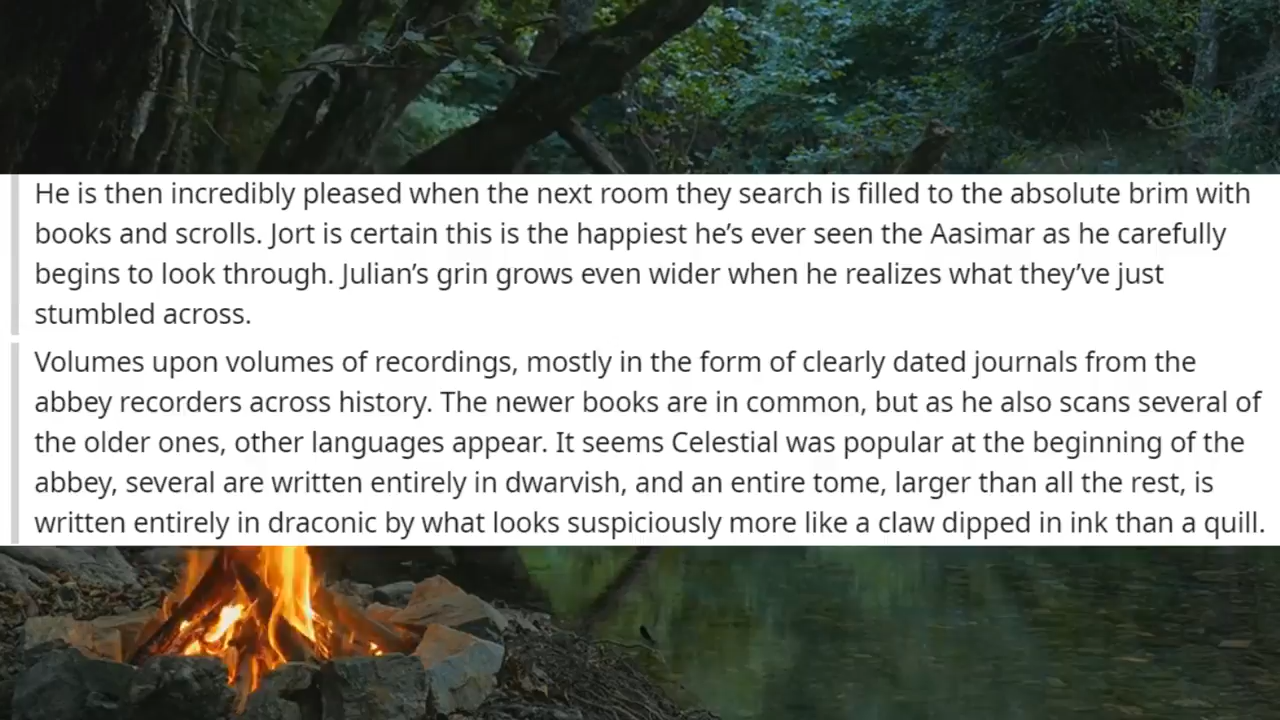 He is then incredibly pleased when the next room they search is filled to the absolute brim with
books and scrolls. Jort is certain this is the happiest he’s ever seen the Aasimar as he carefully
begins to look through. Julian’s grin grows even wider when he realizes what they’ve just
stumbled across.
Volumes upon volumes of recordings, mostly in the form of clearly dated journals from the
abbey recorders across history. The newer books are in common, but as he also scans several of
the older ones, other languages appear. It seems Celestial was popular at the beginning of the
abbey, several are written entirely in dwarvish, and an entire tome, larger than all the rest, is
written entirely in draconic by what looks suspiciously more like a claw dipped in ink than a quill.